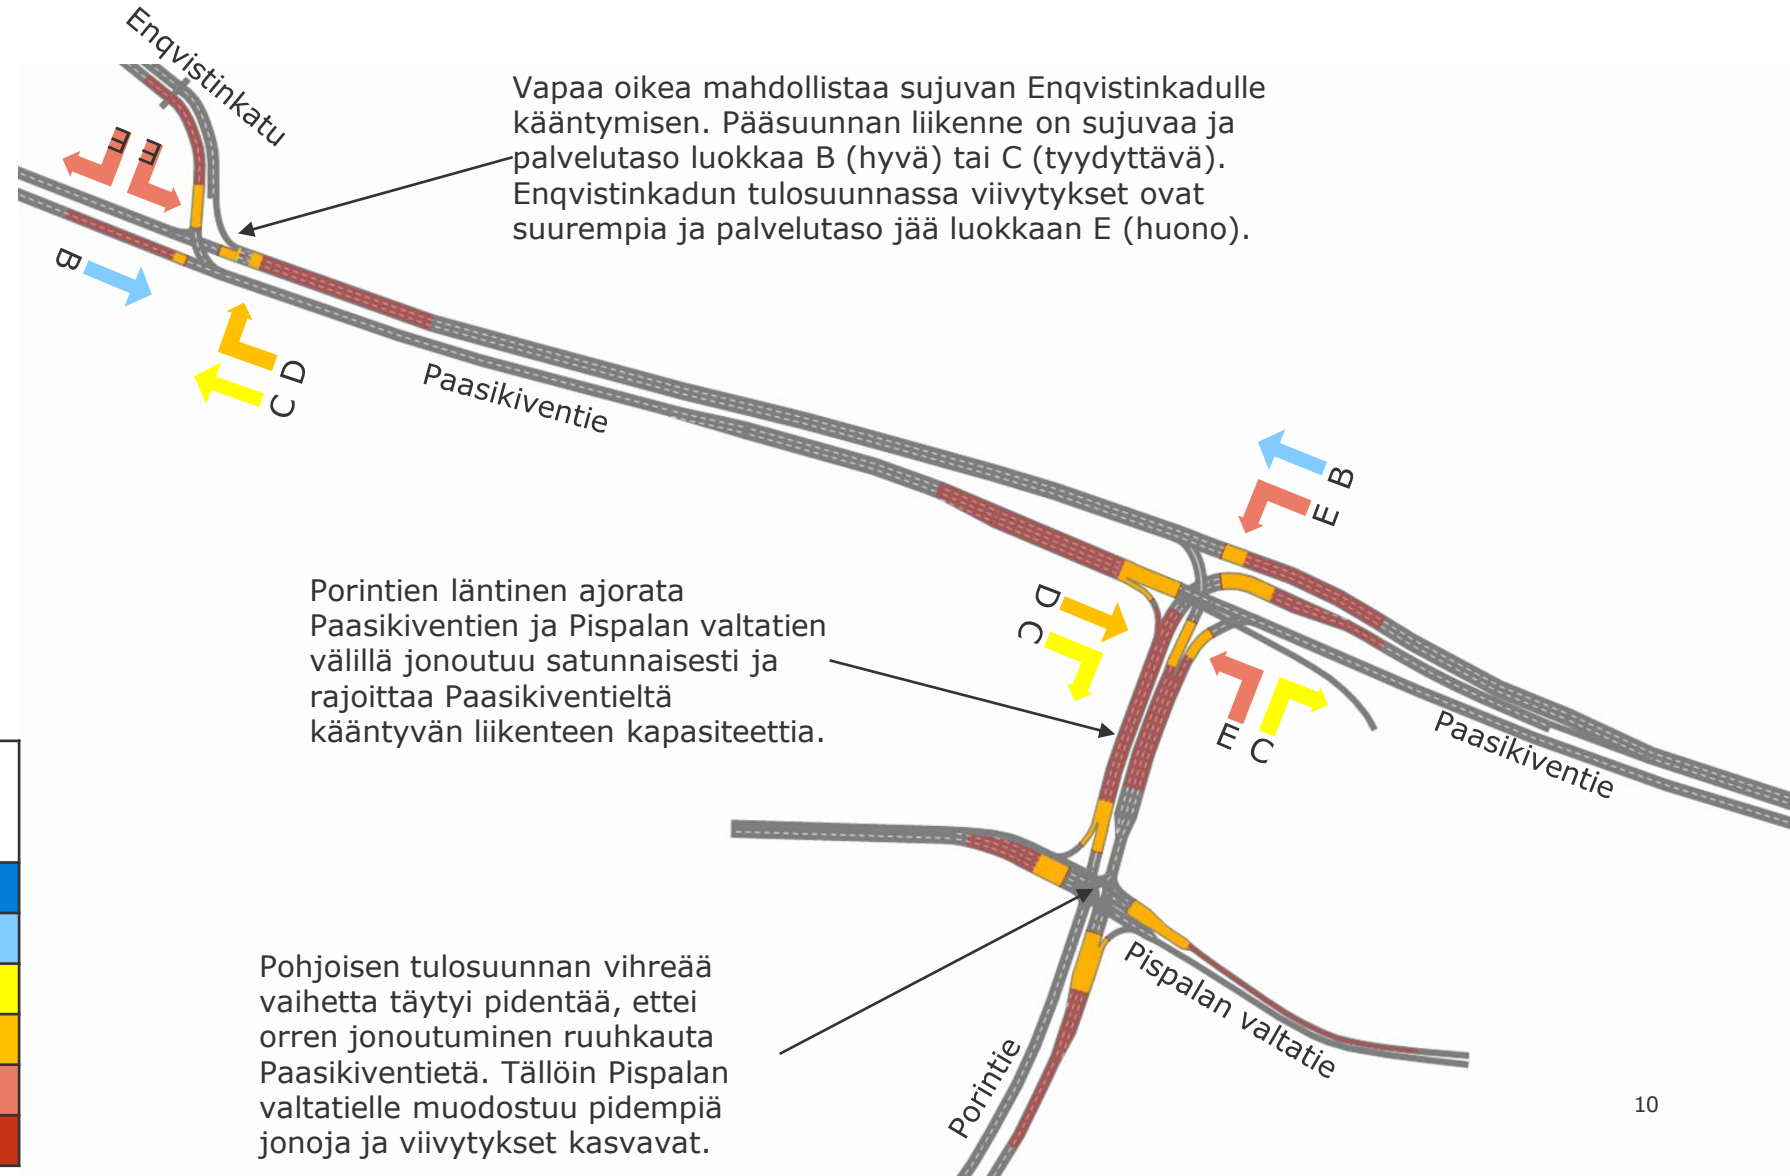 Enqvistinkatu
Vapaa oikea mahdollistaa sujuvan Enqvistinkadulle
kääntymisen. Pääsuunnan liikenne on sujuvaa ja
palvelutaso luokkaa B (hyvä) tai C (tyydyttävä).
Enqvistinkadun tulosuunnassa viivytykset ovat
suurempia ja palvelutaso jää luokkaan E (huono).
E
E
B
D
C
Paasikiventie
B
E
Porintien läntinen ajorata
Paasikiventien ja Pispalan valtatien
välillä jonoutuu satunnaisesti ja
rajoittaa Paasikiventieltä
kääntyvän liikenteen kapasiteettia.
D
C
E
C
Paasikiventie
Pohjoisen tulosuunnan vihreää
vaihetta täytyi pidentää, ettei
orren jonoutuminen ruuhkauta
Paasikiventietä. Tällöin Pispalan
valtatielle muodostuu pidempiä
jonoja ja viivytykset kasvavat.
Pispalan valtatie
Porintie
10